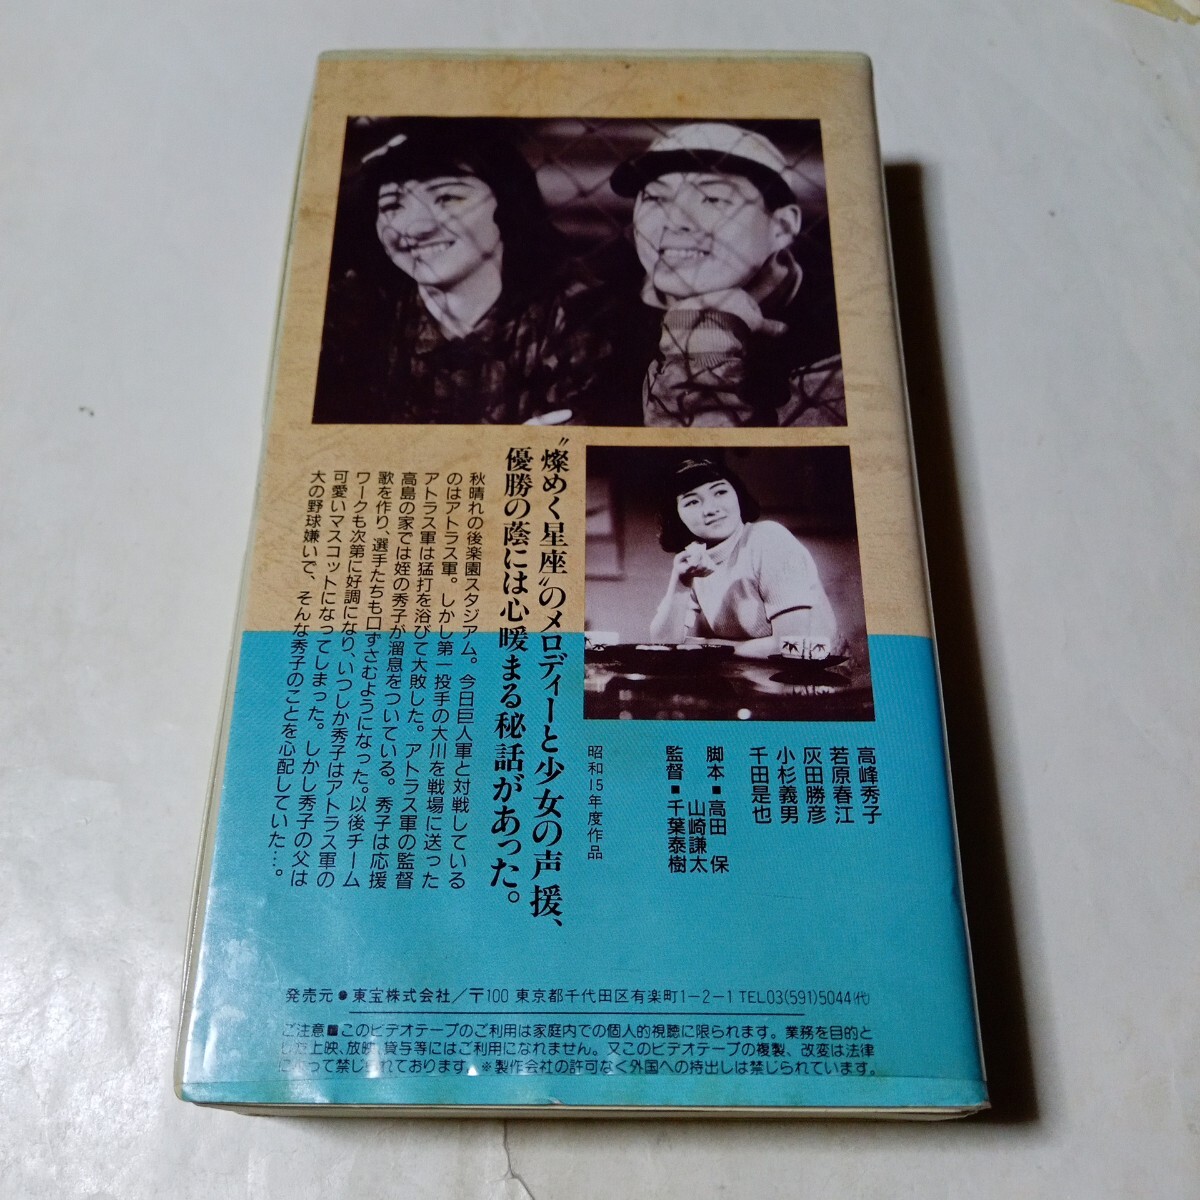 高峰秀子
若原春江
灰田勝彦
小杉義男
千田是也
脚本■高田 保
山崎謙太
監督■千葉泰樹
昭和15年度作品
〝燦めく星座〟のメロディーと少女の声援、
優勝の蔭には心暖まる秘話があった。
秋晴れの後楽園スタジアム。今日巨人軍と対戦している
のはアトラス軍。しかし第一投手の大川を戦場に送った
アトラス軍は猛打を浴びて大敗した。アトラス軍の監督
高島の家では姪の秀子が溜息をついている。秀子は応援
歌を作り、選手たちも口ずさむようになった。以後チーム
ワークも次第に好調になり、いつしか秀子はアトラス軍の
可愛いマスコットになってしまった。しかし秀子の父は
大の野球嫌いで、そんな秀子のことを心配していた…。
発売元●東宝株式会社/〒100 東京都千代田区有楽町1-2-1 TEL03(591)5044(代)
ご注意■このビデオテープのご利用は家庭内での個人的視聴に限られます。業務を目的と
した上映、放映、貸与等にはご利用になれません。又このビデオテープの複製、改変は法律
によって禁じられております。※製作会社の許可なく外国への持出しは禁じられています。